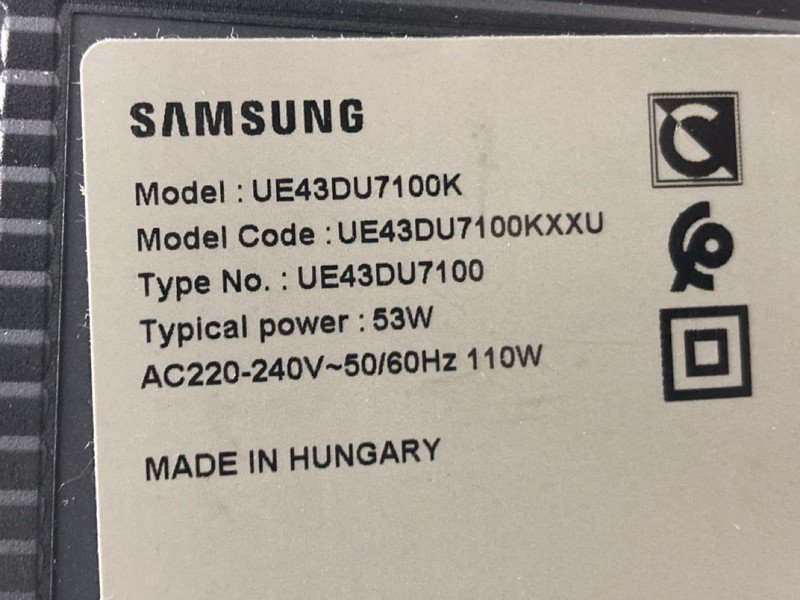 SAMSUNG
Model : UE43DU7100K
Model Code : UE43DU7100KXXU
Type No. : UE43DU7100
Typical power : 53W
AC220-240V~50/60Hz 110W
MADE IN HUNGARY